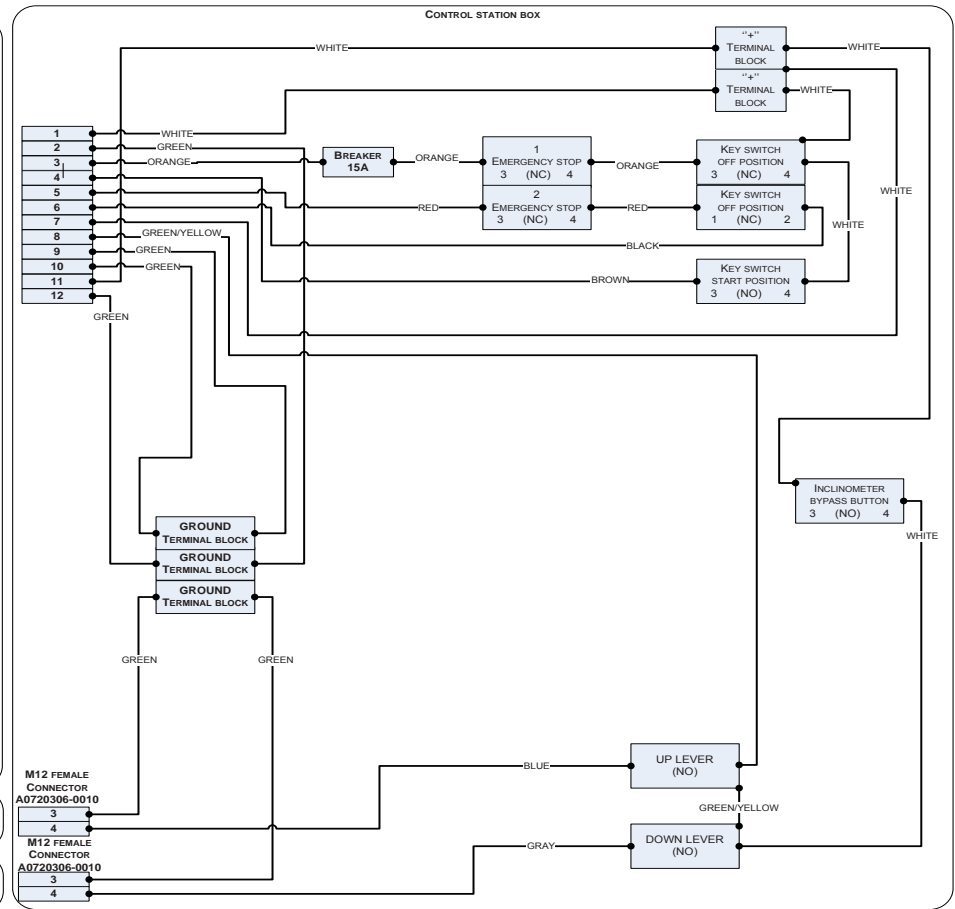 CONTROL STATION BOX
WHITE
"+"
TERMINAL
BLOCK
WHITE
"+"
TERMINAL
BLOCK
WHITE
1
2
3
4
5
6
7
8
9
10
11
12
WHITE
GREEN
ORANGE
BREAKER
15A
ORANGE
1
EMERGENCY STOP
3 (NC) 4
ORANGE
KEY SWITCH
OFF POSITION
3 (NC) 4
RED
2
EMERGENCY STOP
3 (NC) 4
RED
KEY SWITCH
OFF POSITION
1 (NC) 2
WHITE
WHITE
GREEN/YELLOW
BLACK
GREEN
GREEN
BROWN
KEY SWITCH
START POSITION
3 (NO) 4
GREEN
INCLINOMETER
BYPASS BUTTON
3 (NO) 4
WHITE
GROUND
TERMINAL BLOCK
GROUND
TERMINAL BLOCK
GROUND
TERMINAL BLOCK
GREEN
GREEN
M12 FEMALE
CONNECTOR
A0720306-0010
3
4
BLUE
UP LEVER
(NO)
GREEN/YELLOW
M12 FEMALE
CONNECTOR
A0720306-0010
3
4
GRAY
DOWN LEVER
(NO)